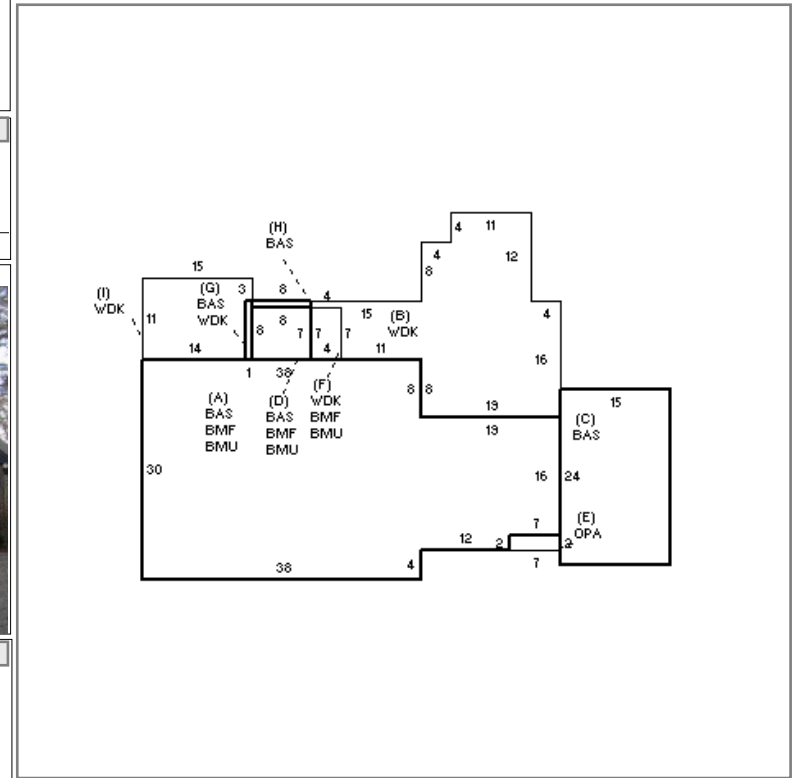 4 11
4 12
8
(H)
BAS
15
(I)
WDK
(G)
BAS
WDK
3 8 4
11
8 8 7 7 7
15 (B)
WDK
4
14 4 11
16
1 38
8 8
15
(A)
BAS
BMF
BMU
(D)
BAS
BMF
BMU
(F)
WDK
BMF
BMU
19
19
(C)
BAS
30
16 24
(E)
OPA
7
12 2 2
7
38 4